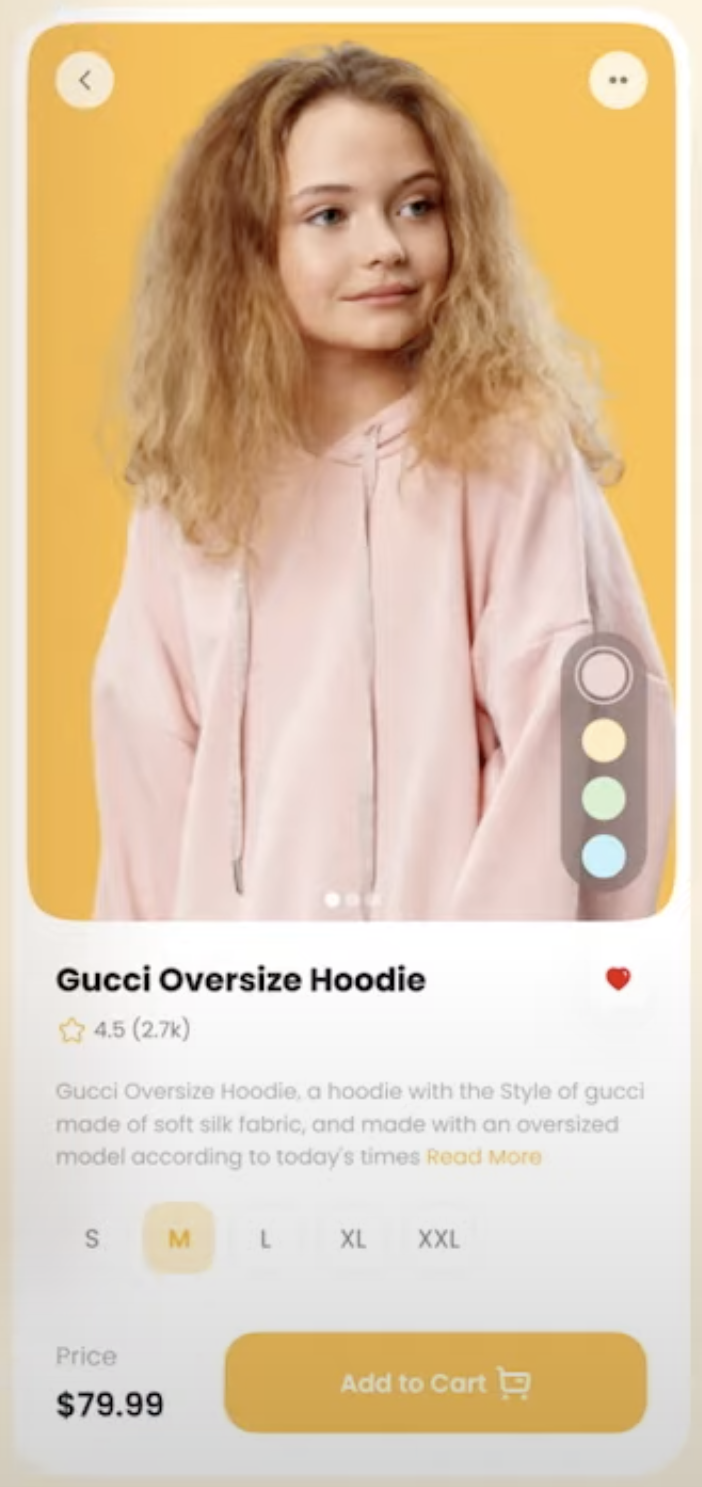 Gucci Oversize Hoodie
4.5 (2.7k)
Gucci Oversize Hoodie, a hoodie with the Style of gucci
made of soft silk fabric, and made with an oversized
model according to today's times Read More
S M L XL XXL
Price
$79.99
Add to Cart